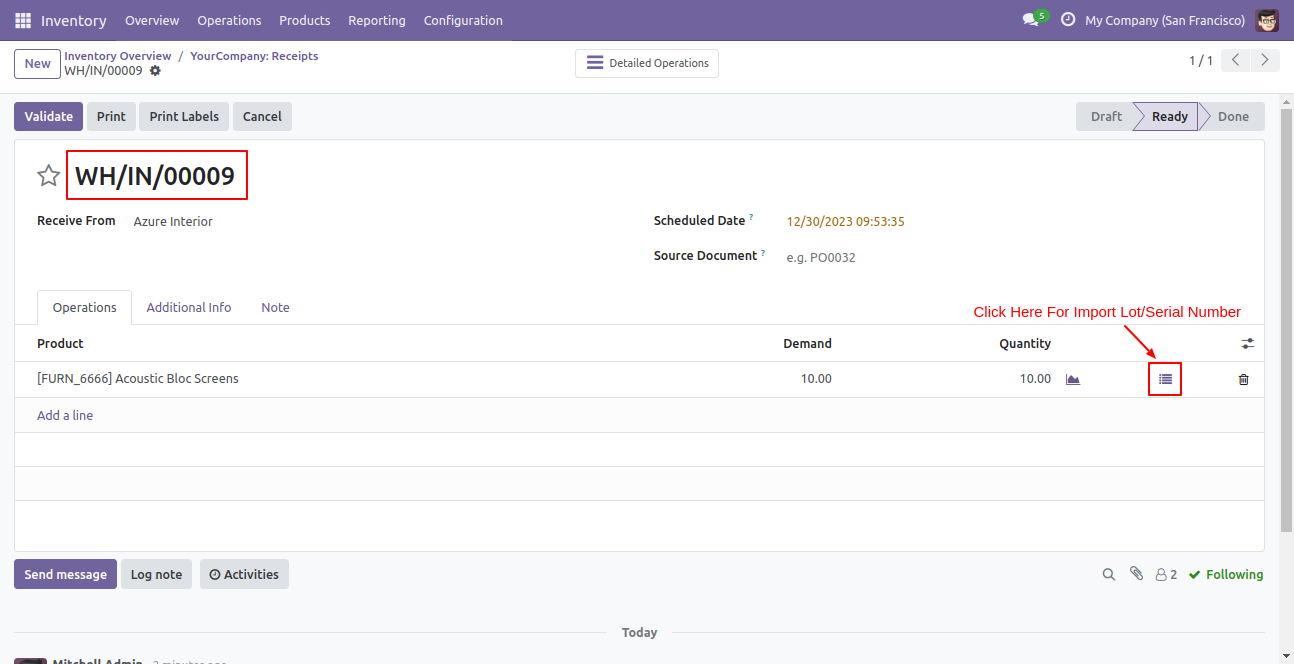 Inventory Overview Operations Products Reporting Configuration 5 My Company (San Francisco)
New Inventory Overview / YourCompany: Receipts Detailed Operations 1 / 1
WH/IN/00009
Validate Print Print Labels Cancel Draft Ready Done
WH/IN/00009
Receive From Azure Interior Scheduled Date ? 12/30/2023 09:53:35
Source Document ? e.g. PO0032
Operations Additional Info Note
Click Here For Import Lot/Serial Number
Product Demand Quantity
[FURN_6666] Acoustic Bloc Screens 10.00 10.00
Add a line
Send message Log note Activities 2 Following
Today
Mitchell Admin 2 minutes ago